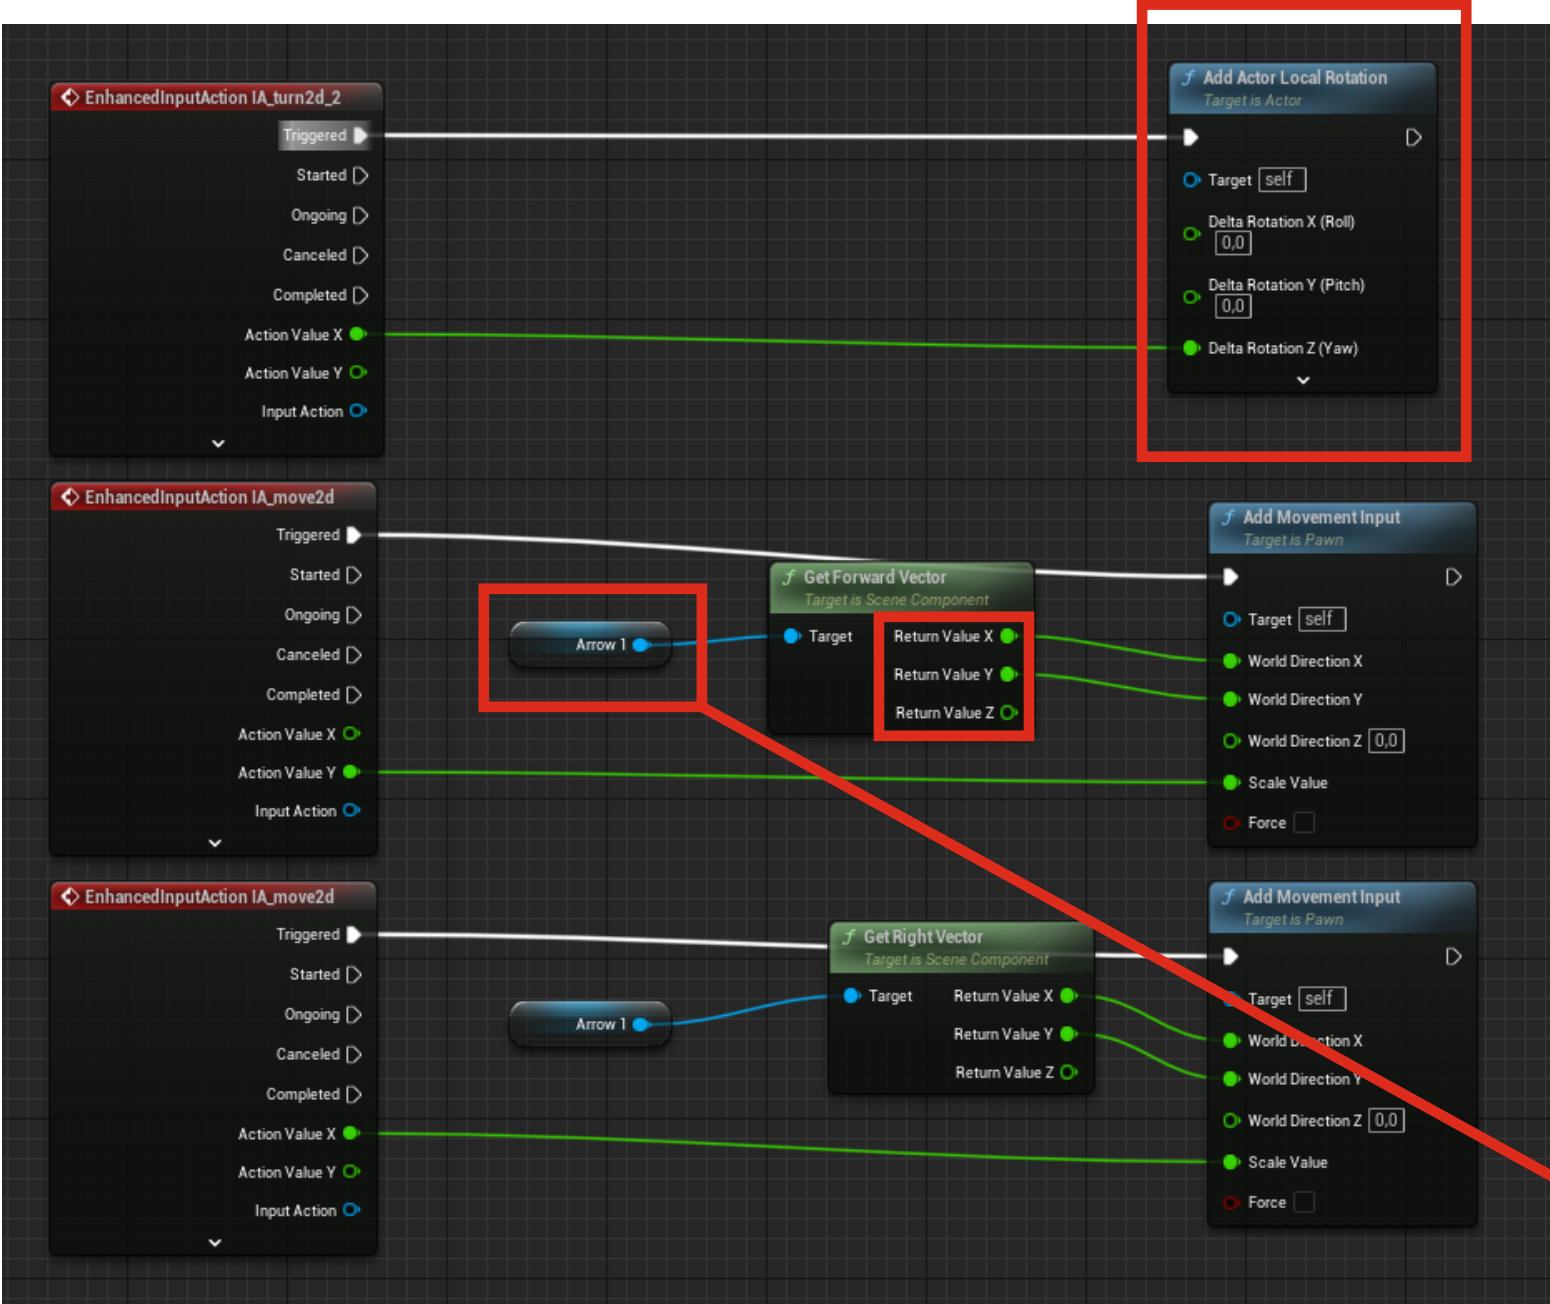 EnhancedInputAction IA_turn2d_2
Triggered
Started
Ongoing
Canceled
Completed
Action Value X
Action Value Y
Input Action
Add Actor Local Rotation
Target is Actor
Target self
Delta Rotation X (Roll)
0,0
Delta Rotation Y (Pitch)
0,0
Delta Rotation Z (Yaw)
EnhancedInputAction IA_move2d
Triggered
Started
Ongoing
Canceled
Completed
Action Value X
Action Value Y
Input Action
Arrow 1
Get Forward Vector
Target is Scene Component
Target Return Value X
Return Value Y
Return Value Z
Add Movement Input
Target is Pawn
Target self
World Direction X
World Direction Y
World Direction Z 0,0
Scale Value
Force
EnhancedInputAction IA_move2d
Triggered
Started
Ongoing
Canceled
Completed
Action Value X
Action Value Y
Input Action
Arrow 1
Get Right Vector
Target is Scene Component
Target Return Value X
Return Value Y
Return Value Z
Add Movement Input
Target is Pawn
Target self
World Direction X
World Direction Y
World Direction Z 0,0
Scale Value
Force